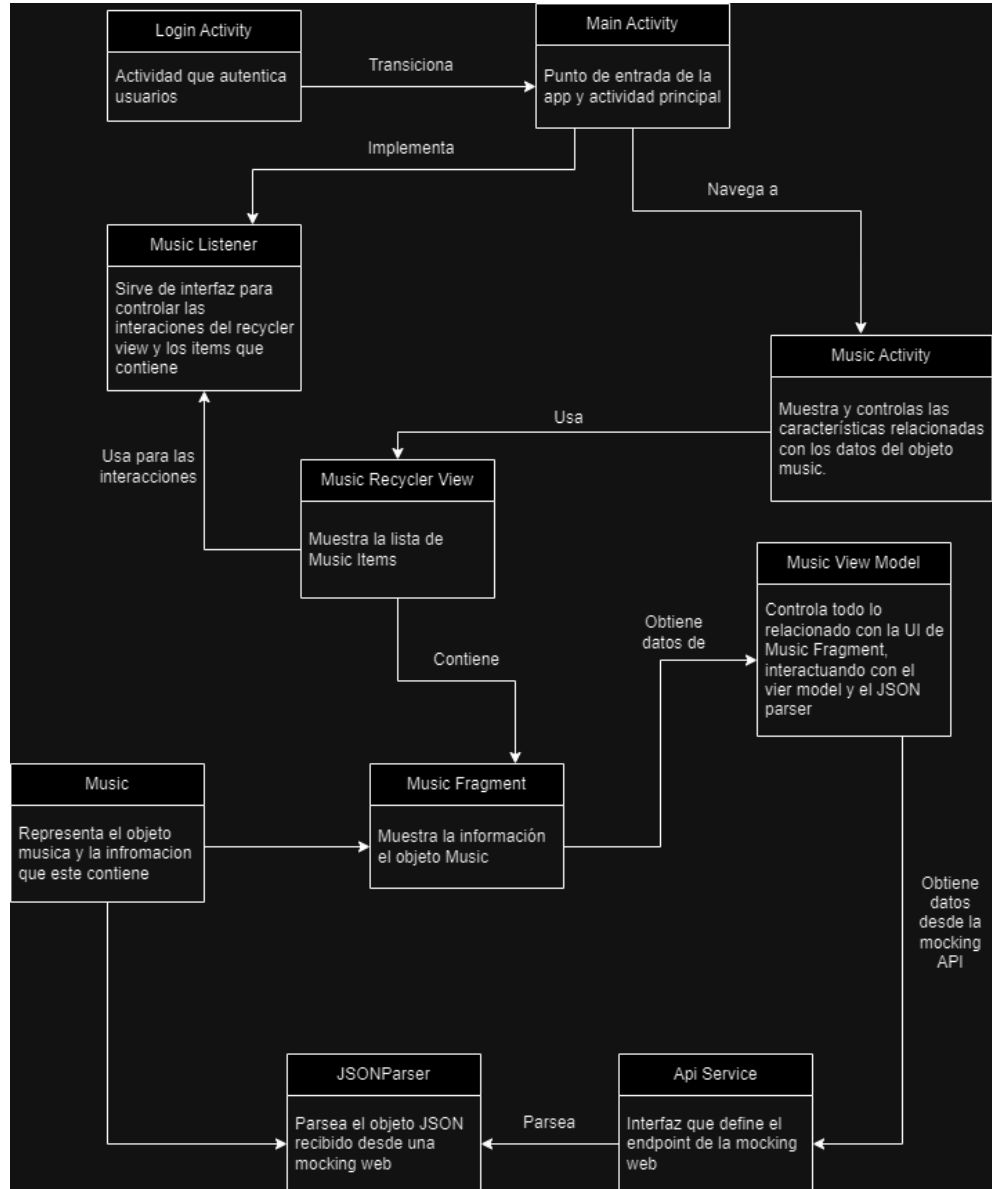 Login Activity
Actividad que autentica
usuarios
Transiciona
Main Activity
Punto de entrada de la
app y actividad principal
Implementa
Navega a
Music Listener
Sirve de interfaz para
controlar las
interaciones del recycler
view y los items que
contiene
Music Activity
Muestra y controlas las
características relacionadas
con los datos del objeto
music.
Usa
Usa para las
interacciones
Music Recycler View
Muestra la lista de
Music Items
Music View Model
Controla todo lo
relacionado con la UI de
Music Fragment,
interactuando con el
vier model y el JSON
parser
Obtiene
datos de
Contiene
Music
Representa el objeto
musica y la infromacion
que este contiene
Music Fragment
Muestra la información
el objeto Music
Obtiene
datos
desde la
mocking
API
JSONParser
Parsea el objeto JSON
recibido desde una
mocking web
Parsea
Api Service
Interfaz que define el
endpoint de la mocking
web